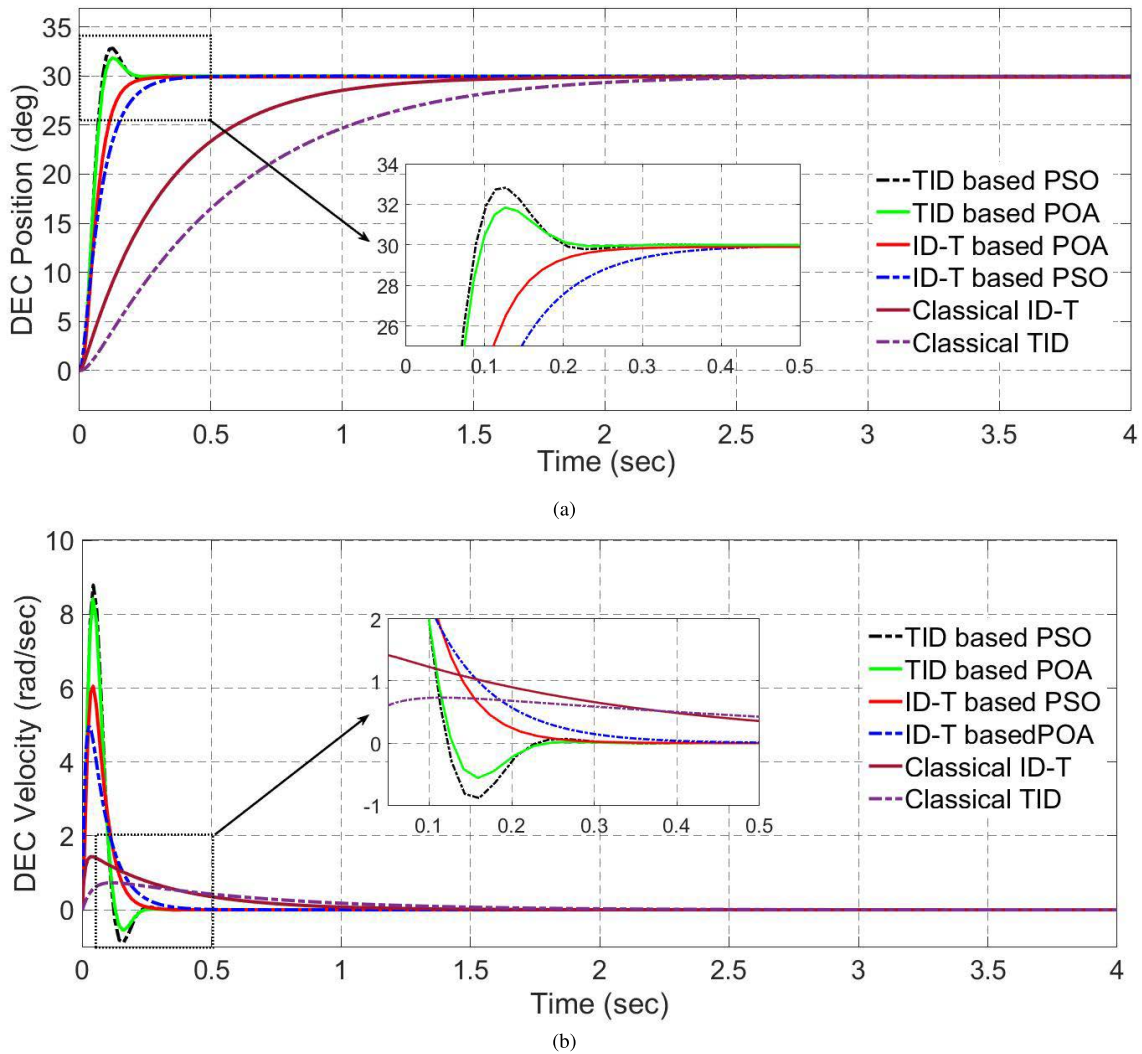 35
30
25
20
15
10
5
0
DEC Position (deg)
0
0.5
1
1.5
2
2.5
3
3.5
4
Time (sec)
34
32
30
28
26
0
0.1
0.2
0.3
0.4
0.5
TID based PSO
TID based POA
ID-T based POA
ID-T based PSO
Classical ID-T
Classical TID
(a)
10
8
6
4
2
0
DEC Velocity (rad/sec)
0
0.5
1
1.5
2
2.5
3
3.5
4
Time (sec)
2
1
0
-1
0.1
0.2
0.3
0.4
0.5
TID based PSO
TID based POA
ID-T based PSO
ID-T basedPOA
Classical ID-T
Classical TID
(b)